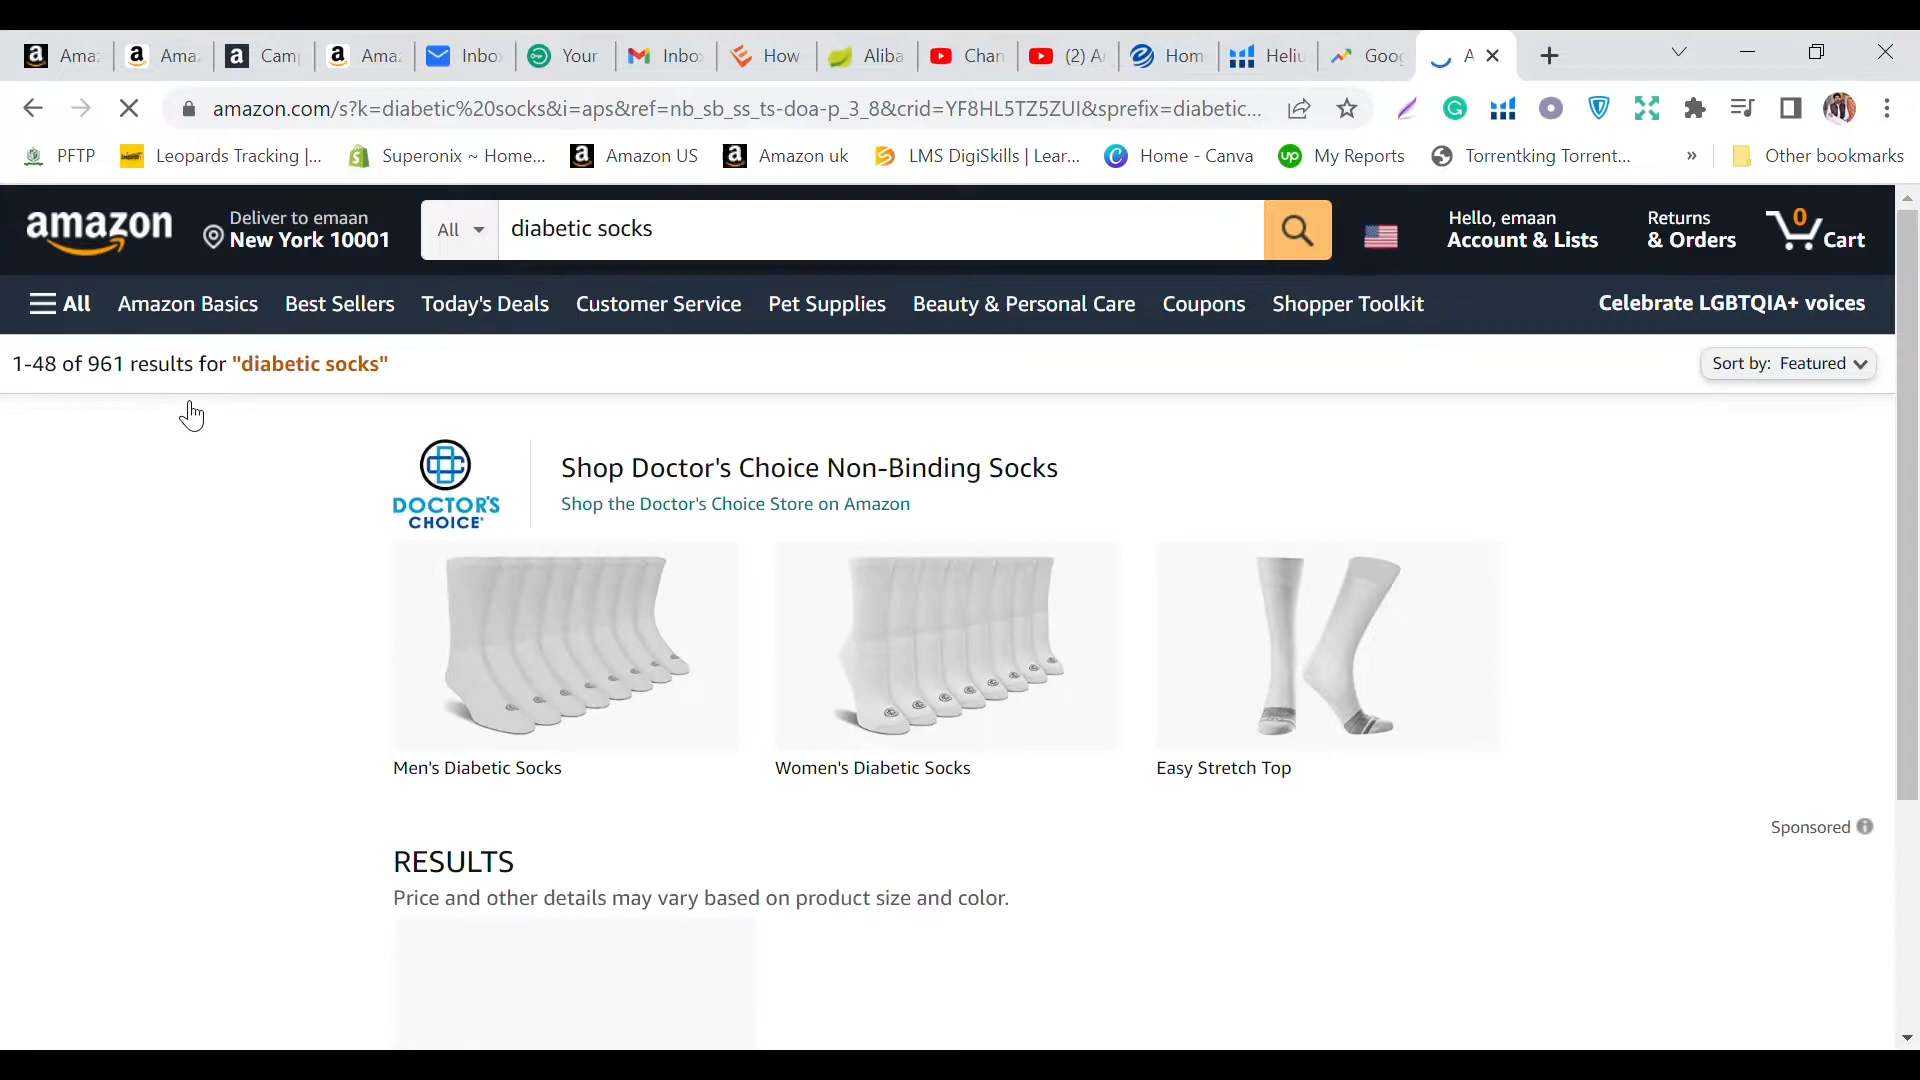 Ama
Ama
Cam
Ama
Inbo
Your
Inbo
How
Aliba
Chan
(2) A
Hom
Heliu
Goog
A
amazon.com/s?k=diabetic%20socks&i=aps&ref=nb_sb_ss_ts-doa-p_3_8&crid=YF8HL5TZ5ZUI&sprefix=diabetic...
PFTP
Leopards Tracking |...
Superonix ~ Home...
Amazon US
Amazon uk
LMS DigiSkills | Lear...
Home - Canva
up
My Reports
Torrentking Torrent...
»
Other bookmarks
amazon
Deliver to emaan
New York 10001
All
diabetic socks
Hello, emaan
Account & Lists
Returns
& Orders
0
Cart
All
Amazon Basics
Best Sellers
Today's Deals
Customer Service
Pet Supplies
Beauty & Personal Care
Coupons
Shopper Toolkit
Celebrate LGBTQIA+ voices
1-48 of 961 results for "diabetic socks"
Sort by: Featured
DOCTOR'S
CHOICE
Shop Doctor's Choice Non-Binding Socks
Shop the Doctor's Choice Store on Amazon
Men's Diabetic Socks
Women's Diabetic Socks
Easy Stretch Top
Sponsored
RESULTS
Price and other details may vary based on product size and color.